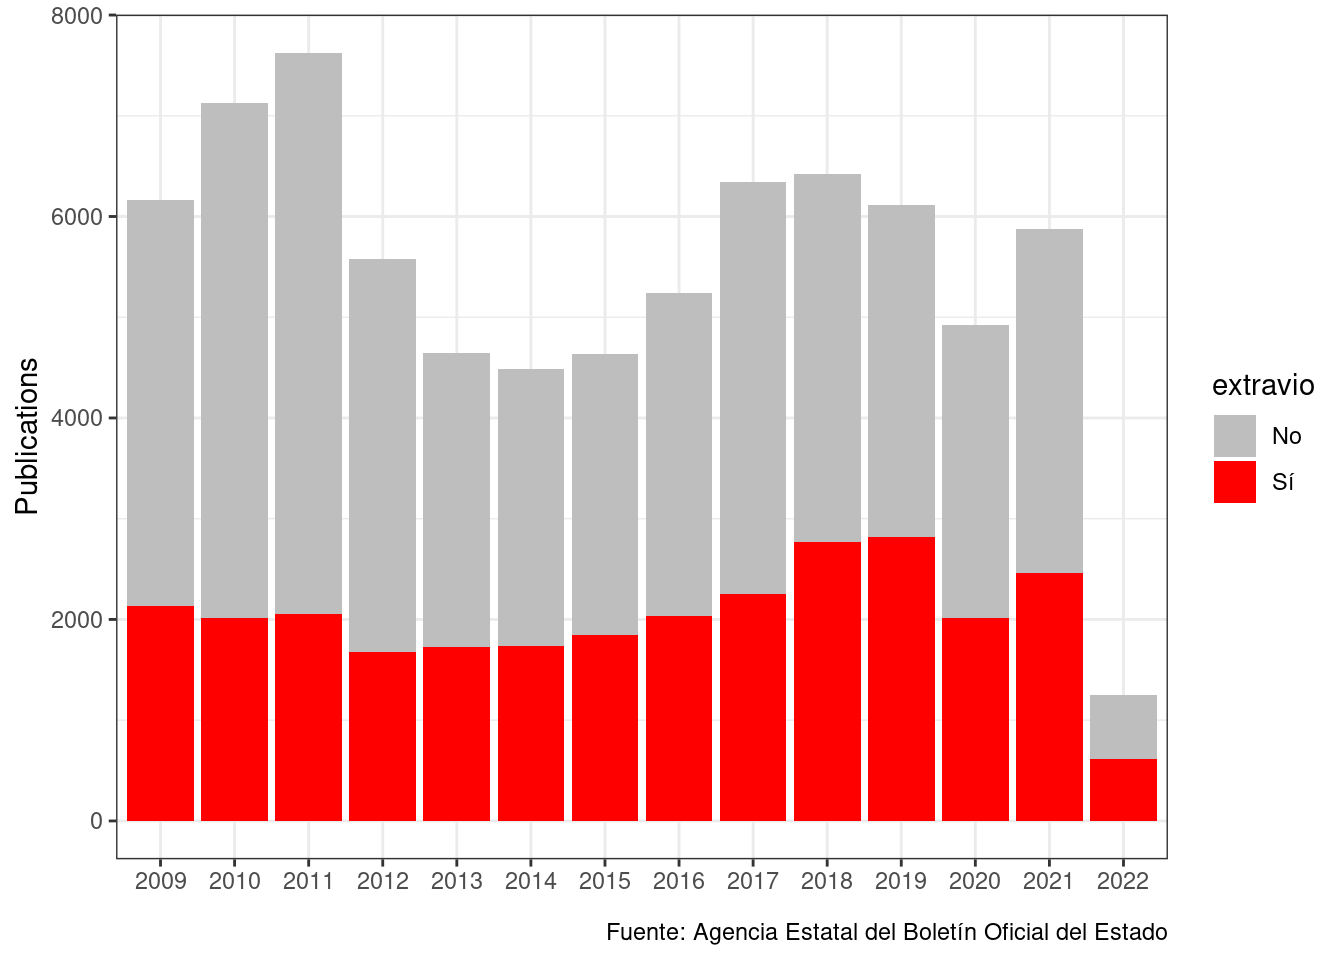 8000
6000
4000
2000
0
Publications
2009 2010 2011 2012 2013 2014 2015 2016 2017 2018 2019 2020 2021 2022
extravio
No
Sí
Fuente: Agencia Estatal del Boletín Oficial del Estado